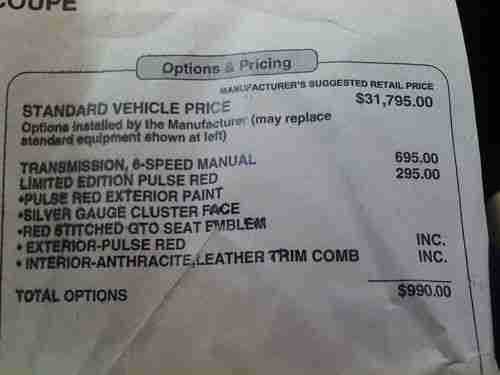 COUPE
Options & Pricing
MANUFACTURER'S SUGGESTED RETAIL PRICE
STANDARD VEHICLE PRICE $31,795.00
Options installed by the Manufacturer (may replace
standard equipment shown at left)
TRANSMISSION, 6-SPEED MANUAL 695.00
LIMITED EDITION PULSE RED 295.00
•PULSE RED EXTERIOR PAINT
•SILVER GAUGE CLUSTER FACE
•RED STITCHED GTO SEAT EMBLEM
• EXTERIOR-PULSE RED INC.
• INTERIOR-ANTHRACITE,LEATHER TRIM COMB INC.
TOTAL OPTIONS $990.00